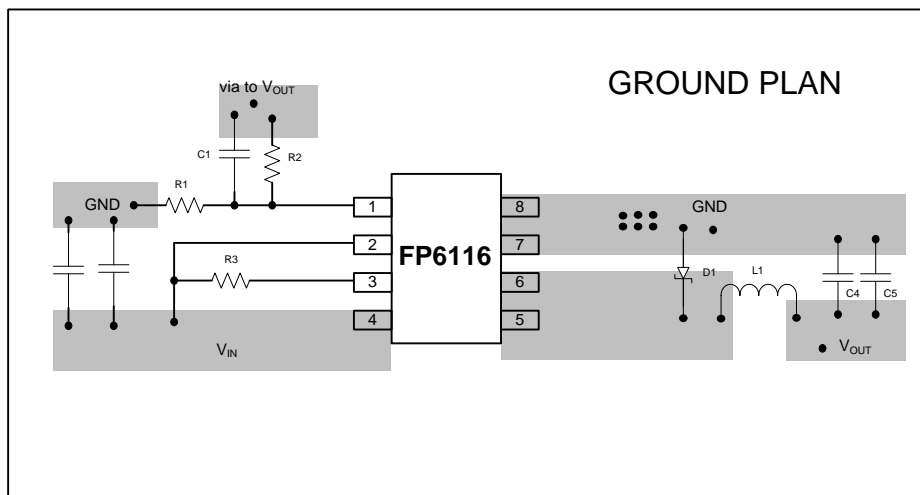 GROUND PLAN
via to VOUT
C1
R2
R1
GND
1
8
GND
2
7
FP6116
R3
3
6
D1
L1
C4
C5
4
5
VIN
VOUT